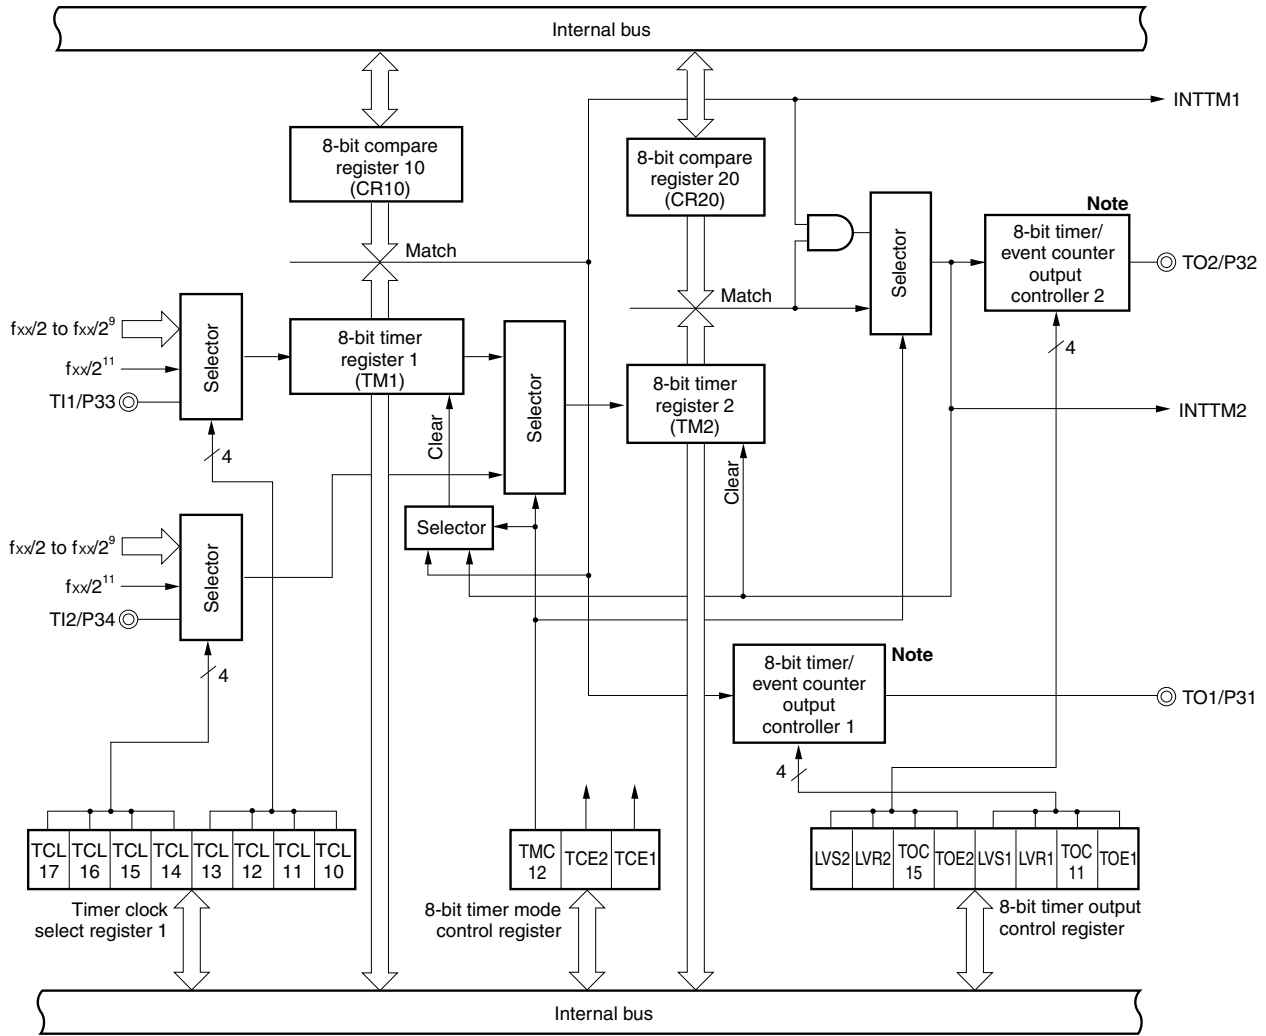 Internal bus
INTTM1
8-bit compare
register 10
(CR10)
8-bit compare
register 20
(CR20)
Match
Match
Selector
Note
8-bit timer/
event counter
output
controller 2
TO2/P32
fxx/2 to fxx/2⁹
fxx/2¹¹
TI1/P33
Selector
8-bit timer
register 1
(TM1)
Selector
8-bit timer
register 2
(TM2)
4
INTTM2
Clear
Clear
4
Selector
fxx/2 to fxx/2⁹
fxx/2¹¹
TI2/P34
Selector
4
8-bit timer/
event counter
output
controller 1
Note
TO1/P31
4
TCL
17
TCL
16
TCL
15
TCL
14
TCL
13
TCL
12
TCL
11
TCL
10
TMC
12
TCE2
TCE1
LVS2
LVR2
TOC
15
TOE2
LVS1
LVR1
TOC
11
TOE1
Timer clock
select register 1
8-bit timer mode
control register
8-bit timer output
control register
Internal bus